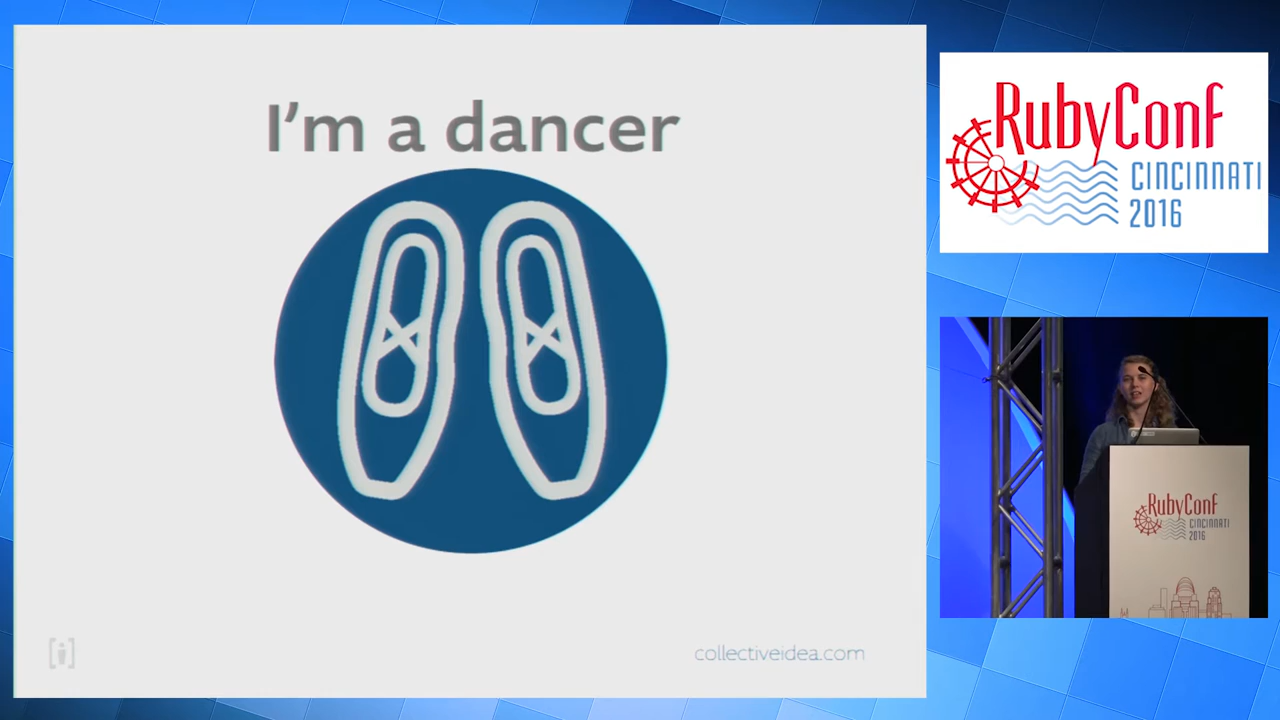 I'm a dancer
collectiveidea.com
RubyConf
CINCINNATI
2016
RubyConf
CINCINNATI
2016